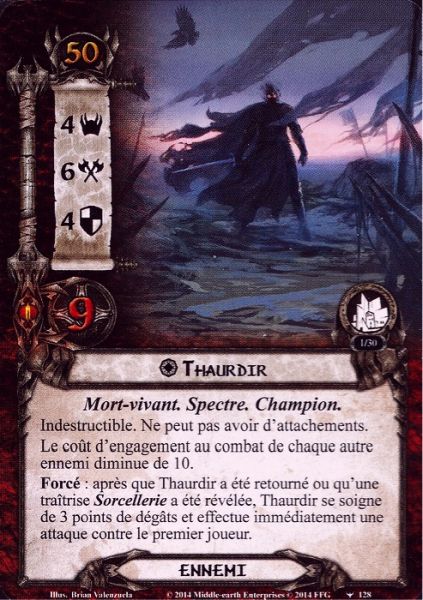 50
4
6
4
9
1/30
Thaurdir
Mort-vivant. Spectre. Champion.
Indestructible. Ne peut pas avoir d'attachements.
Le coût d'engagement au combat de chaque autre
ennemi diminue de 10.
Forcé : après que Thaurdir a été retourné ou qu'une
traîtrise Sorcellerie a été révélée, Thaurdir se soigne
de 3 points de dégâts et effectue immédiatement une
attaque contre le premier joueur.
ENNEMI
Illus. Brian Valenzuela © 2014 Middle-earth Enterprises © 2014 FFG 128